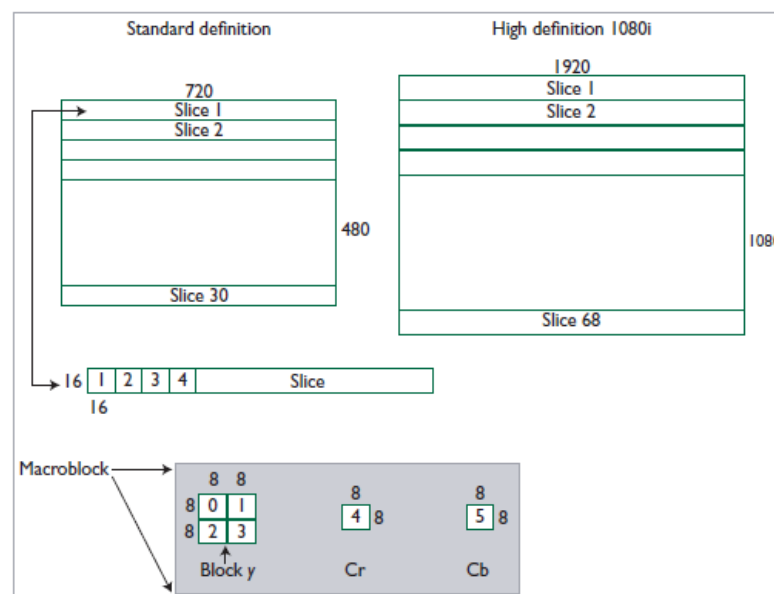 Standard definition
High definition 1080i
720
Slice 1
Slice 2
480
Slice 30
1920
Slice 1
Slice 2
1080
Slice 68
16 1 2 3 4 Slice
16
Macroblock
8 8
8 0 1
8 2 3
Block y
8
4 8
Cr
8
5 8
Cb